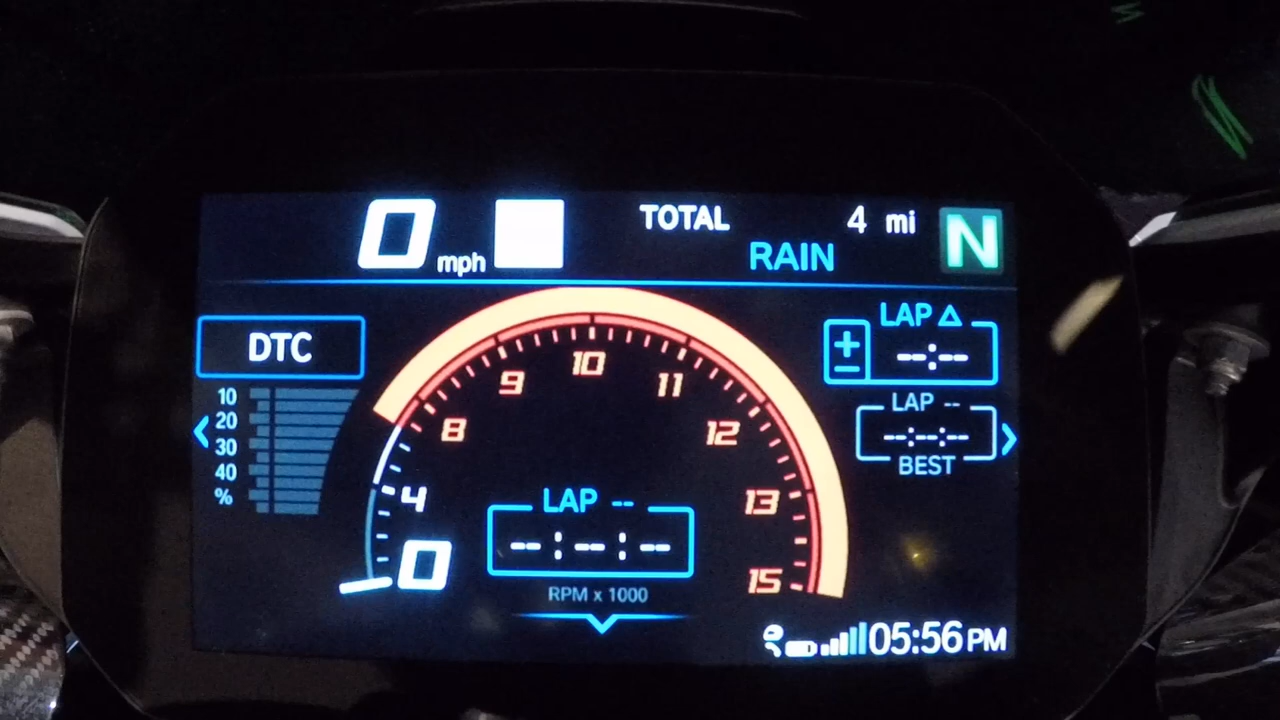 0 mph TOTAL 4 mi N
RAIN
DTC
10
20
30
40
%
8 9 10 11 12 13 15
4
0
LAP --
-- : -- : --
RPM x 1000
LAP △
+
−
--:--
LAP --
--:--:--
BEST
05:56 PM